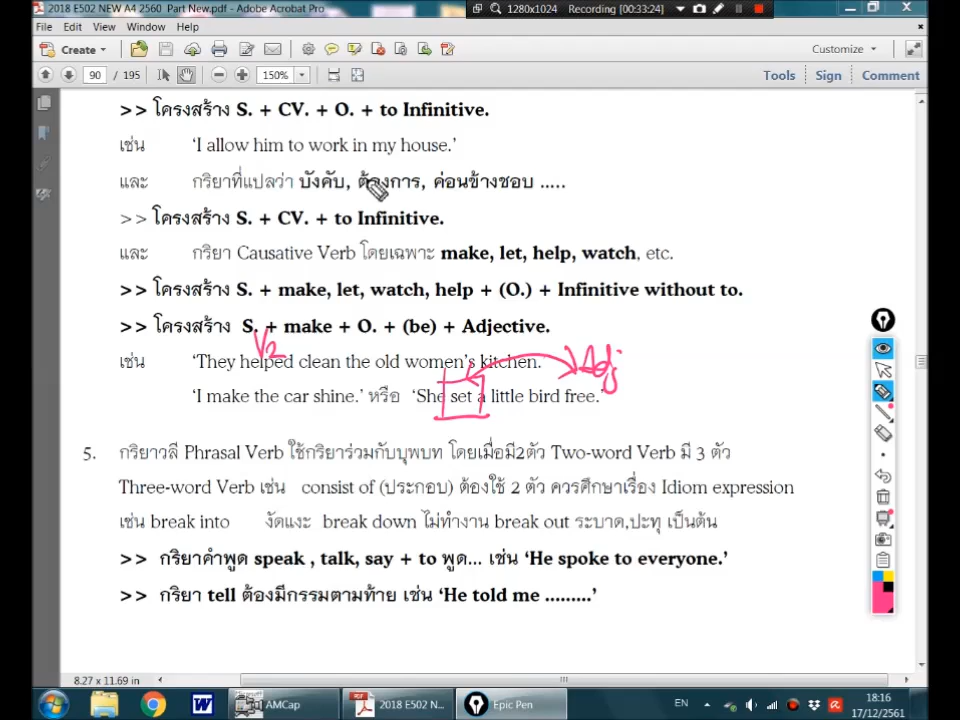 2018 E502 NEW A4 2560 Part New.pdf - Adobe Acrobat Pro
1280x1024 Recording [00:33:24]
File Edit View Window Help
Create Customize
90 / 195 150% Tools Sign Comment
>> โครงสร้าง S. + CV. + O. + to Infinitive.
เช่น ‘I allow him to work in my house.’
และ กริยาที่แปลว่า บังคับ, ต้องการ, ค่อนข้างชอบ .....
>> โครงสร้าง S. + CV. + to Infinitive.
และ กริยา Causative Verb โดยเฉพาะ make, let, help, watch, etc.
>> โครงสร้าง S. + make, let, watch, help + (O.) + Infinitive without to.
>> โครงสร้าง S. + make + O. + (be) + Adjective.
V2
เช่น ‘They helped clean the old women’s kitchen. Adj
‘I make the car shine.’ หรือ ‘She set a little bird free.’
5. กริยาวลี Phrasal Verb ใช้กริยาร่วมกับบุพบท โดยเมื่อมี2ตัว Two-word Verb มี 3 ตัว
Three-word Verb เช่น consist of (ประกอบ) ต้องใช้ 2 ตัว ควรศึกษาเรื่อง Idiom expression
เช่น break into งัดแงะ break down ไม่ทำงาน break out ระบาด,ปะทุ เป็นต้น
>> กริยาคำพูด speak , talk, say + to พูด... เช่น ‘He spoke to everyone.’
>> กริยา tell ต้องมีกรรมตามท้าย เช่น ‘He told me .........’
8.27 x 11.69 in
AMCap 2018 E502 N... Epic Pen EN 18:16
17/12/2561